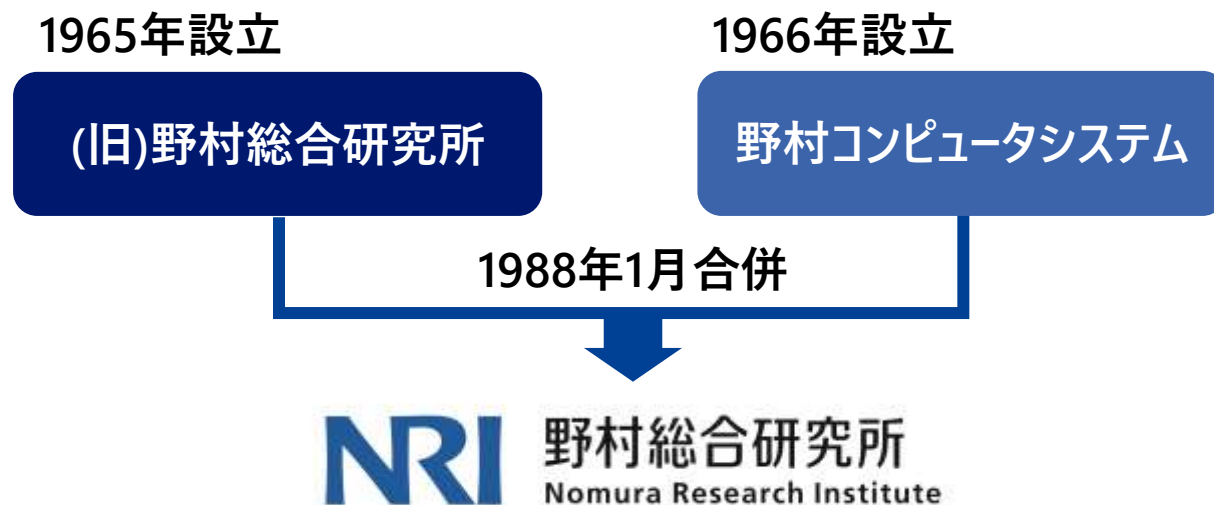 1965年設立
1966年設立
(旧)野村総合研究所
野村コンピュータシステム
1988年1月合併
NRI
野村総合研究所
Nomura Research Institute